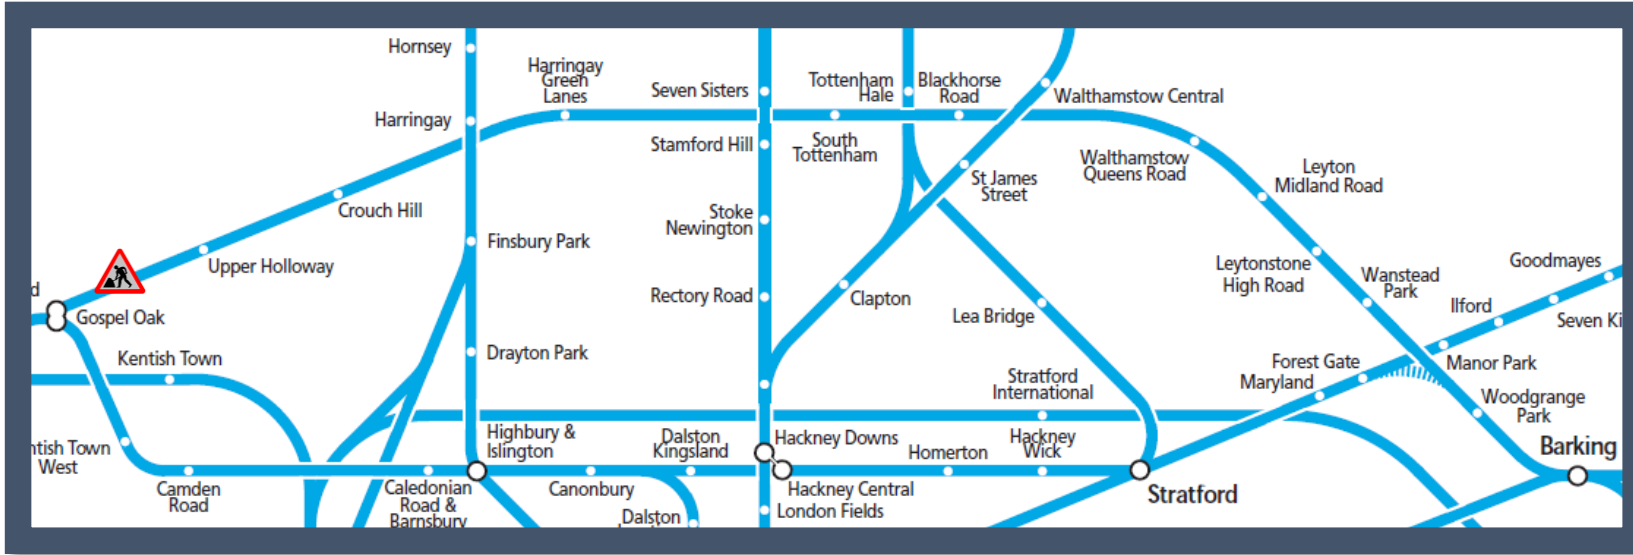 Hornsey
Harringay
Green
Lanes
Seven Sisters
Tottenham
Hale
Blackhorse
Road
Walthamstow Central
Harringay
Stamford Hill
South
Tottenham
Walthamstow
Queens Road
Leyton
Midland Road
St James
Street
Crouch Hill
Stoke
Newington
Upper Holloway
Finsbury Park
Leytonstone
High Road
Wanstead
Park
Goodmayes
d
Gospel Oak
Rectory Road
Clapton
Lea Bridge
Ilford
Seven Ki
Kentish Town
Drayton Park
Stratford
International
Forest Gate
Maryland
Manor Park
Woodgrange
Park
ntish Town
West
Highbury &
Islington
Dalston
Kingsland
Hackney Downs
Homerton
Hackney
Wick
Barking
Camden
Road
Caledonian
Road &
Barnsbury
Canonbury
Hackney Central
Stratford
Dalston
London Fields